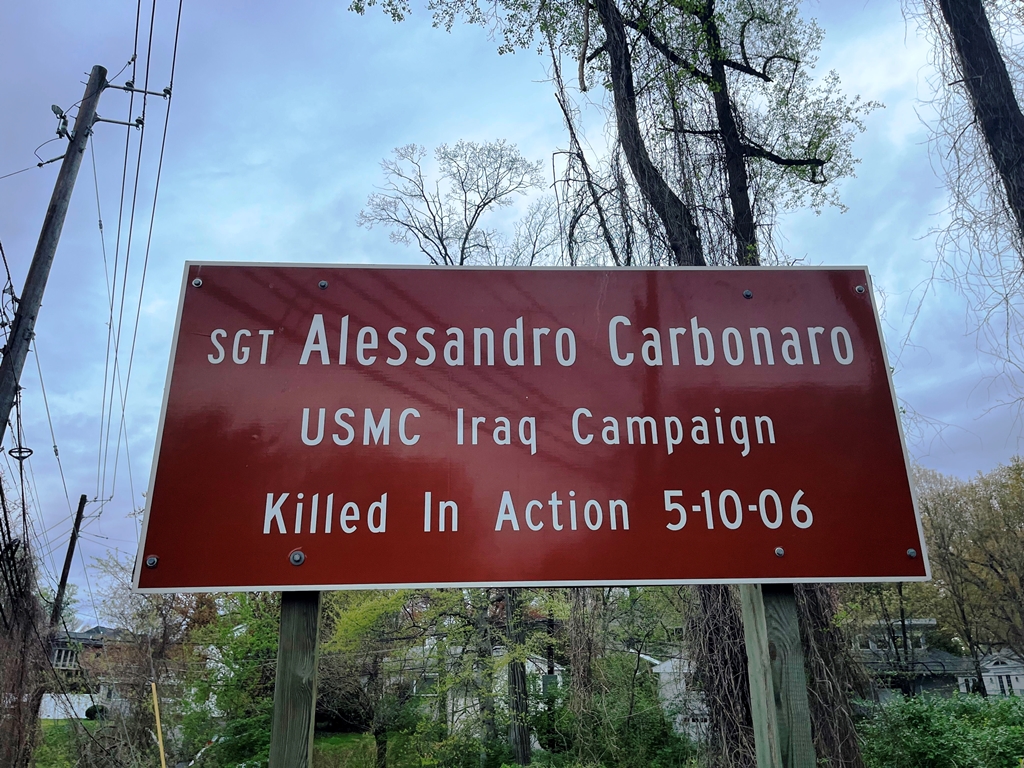 SGT Alessandro Carbonaro
USMC Iraq Campaign
Killed In Action 5-10-06